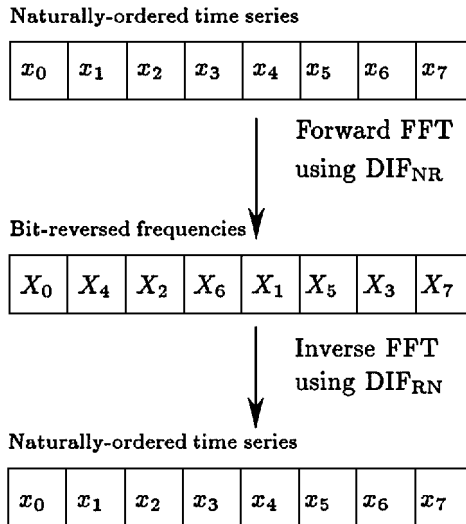 Naturally-ordered time series
x₀ x₁ x₂ x₃ x₄ x₅ x₆ x₇
Forward FFT
using DIF_NR
Bit-reversed frequencies
X₀ X₄ X₂ X₆ X₁ X₅ X₃ X₇
Inverse FFT
using DIF_RN
Naturally-ordered time series
x₀ x₁ x₂ x₃ x₄ x₅ x₆ x₇